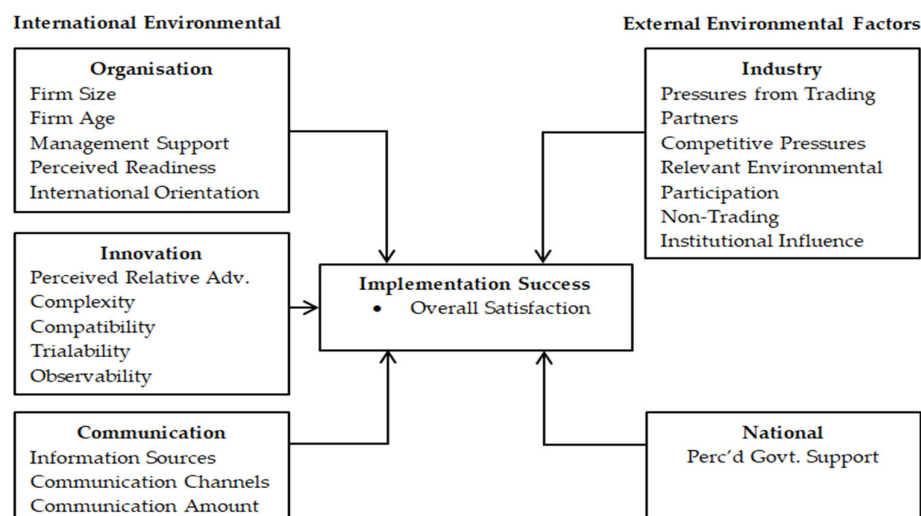 International Environmental
Organisation
Firm Size
Firm Age
Management Support
Perceived Readiness
International Orientation
Innovation
Perceived Relative Adv.
Complexity
Compatibility
Trialability
Observability
Communication
Information Sources
Communication Channels
Communication Amount
Implementation Success
• Overall Satisfaction
External Environmental Factors
Industry
Pressures from Trading
Partners
Competitive Pressures
Relevant Environmental
Participation
Non-Trading
Institutional Influence
National
Perc'd Govt. Support